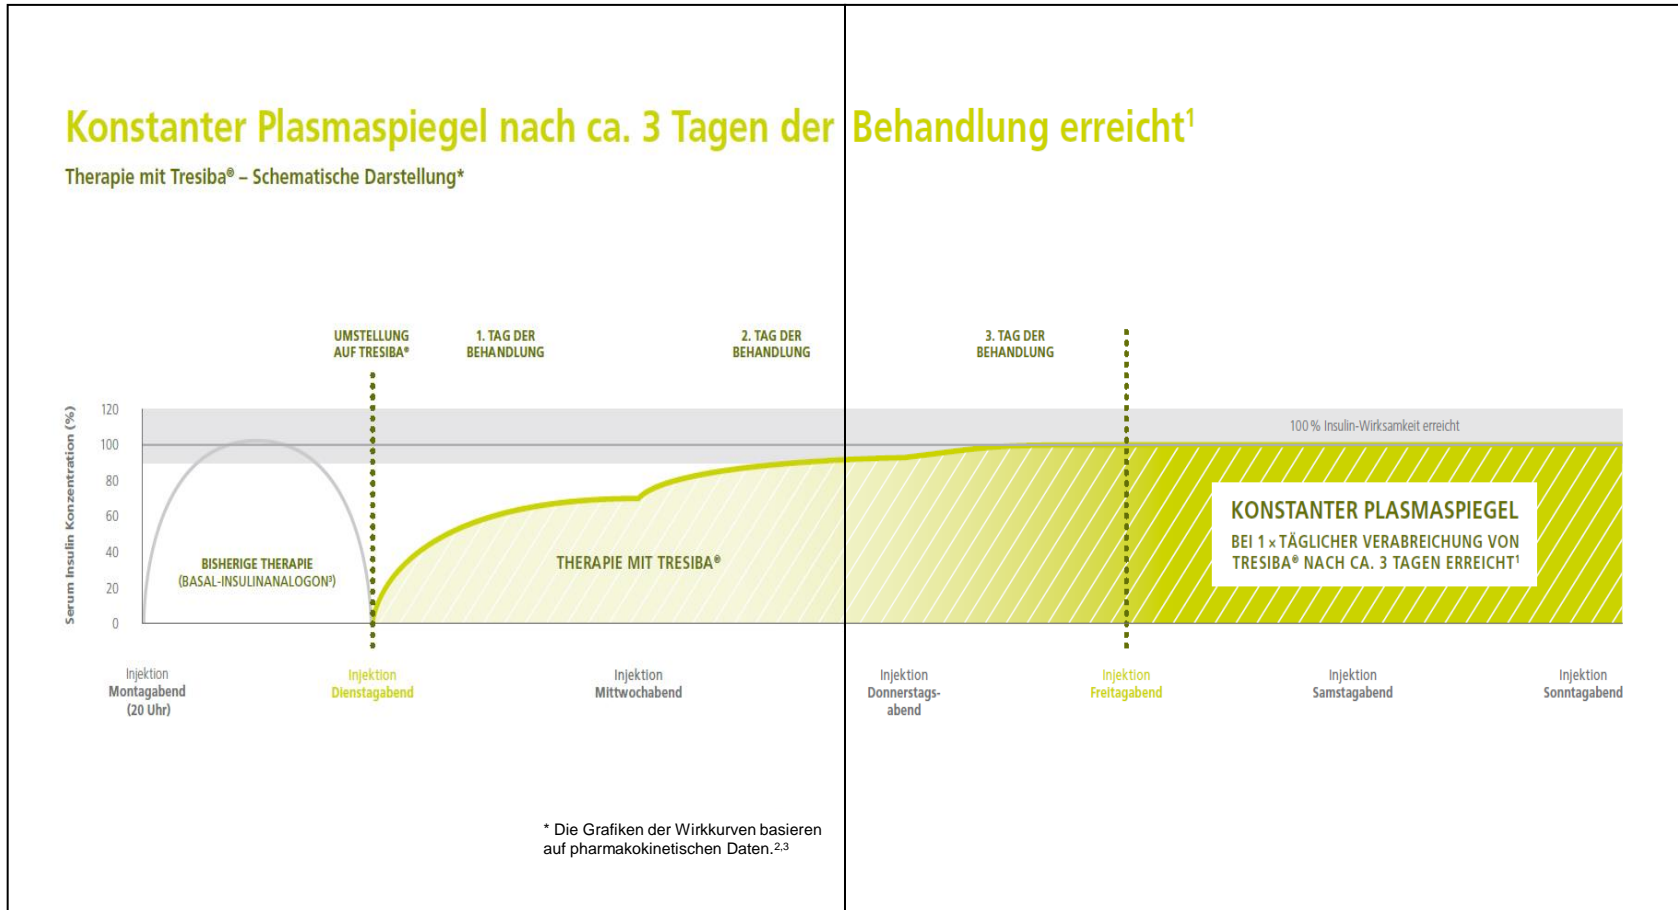 Konstanter Plasmaspiegel nach ca. 3 Tagen der Behandlung erreicht¹
Therapie mit Tresiba® – Schematische Darstellung*
UMSTELLUNG
AUF TRESIBA®
1. TAG DER
BEHANDLUNG
2. TAG DER
BEHANDLUNG
3. TAG DER
BEHANDLUNG
Serum Insulin Konzentration (%)
120
100
80
60
40
20
0
100 % Insulin-Wirksamkeit erreicht
BISHERIGE THERAPIE
(BASAL-INSULINANALOGON³)
THERAPIE MIT TRESIBA®
KONSTANTER PLASMASPIEGEL
BEI 1 × TÄGLICHER VERABREICHUNG VON
TRESIBA® NACH CA. 3 TAGEN ERREICHT¹
Injektion
Montagabend
(20 Uhr)
Injektion
Dienstagabend
Injektion
Mittwochabend
Injektion
Donnerstags-
abend
Injektion
Freitagabend
Injektion
Samstagabend
Injektion
Sonntagabend
* Die Grafiken der Wirkkurven basieren
auf pharmakokinetischen Daten.²,³